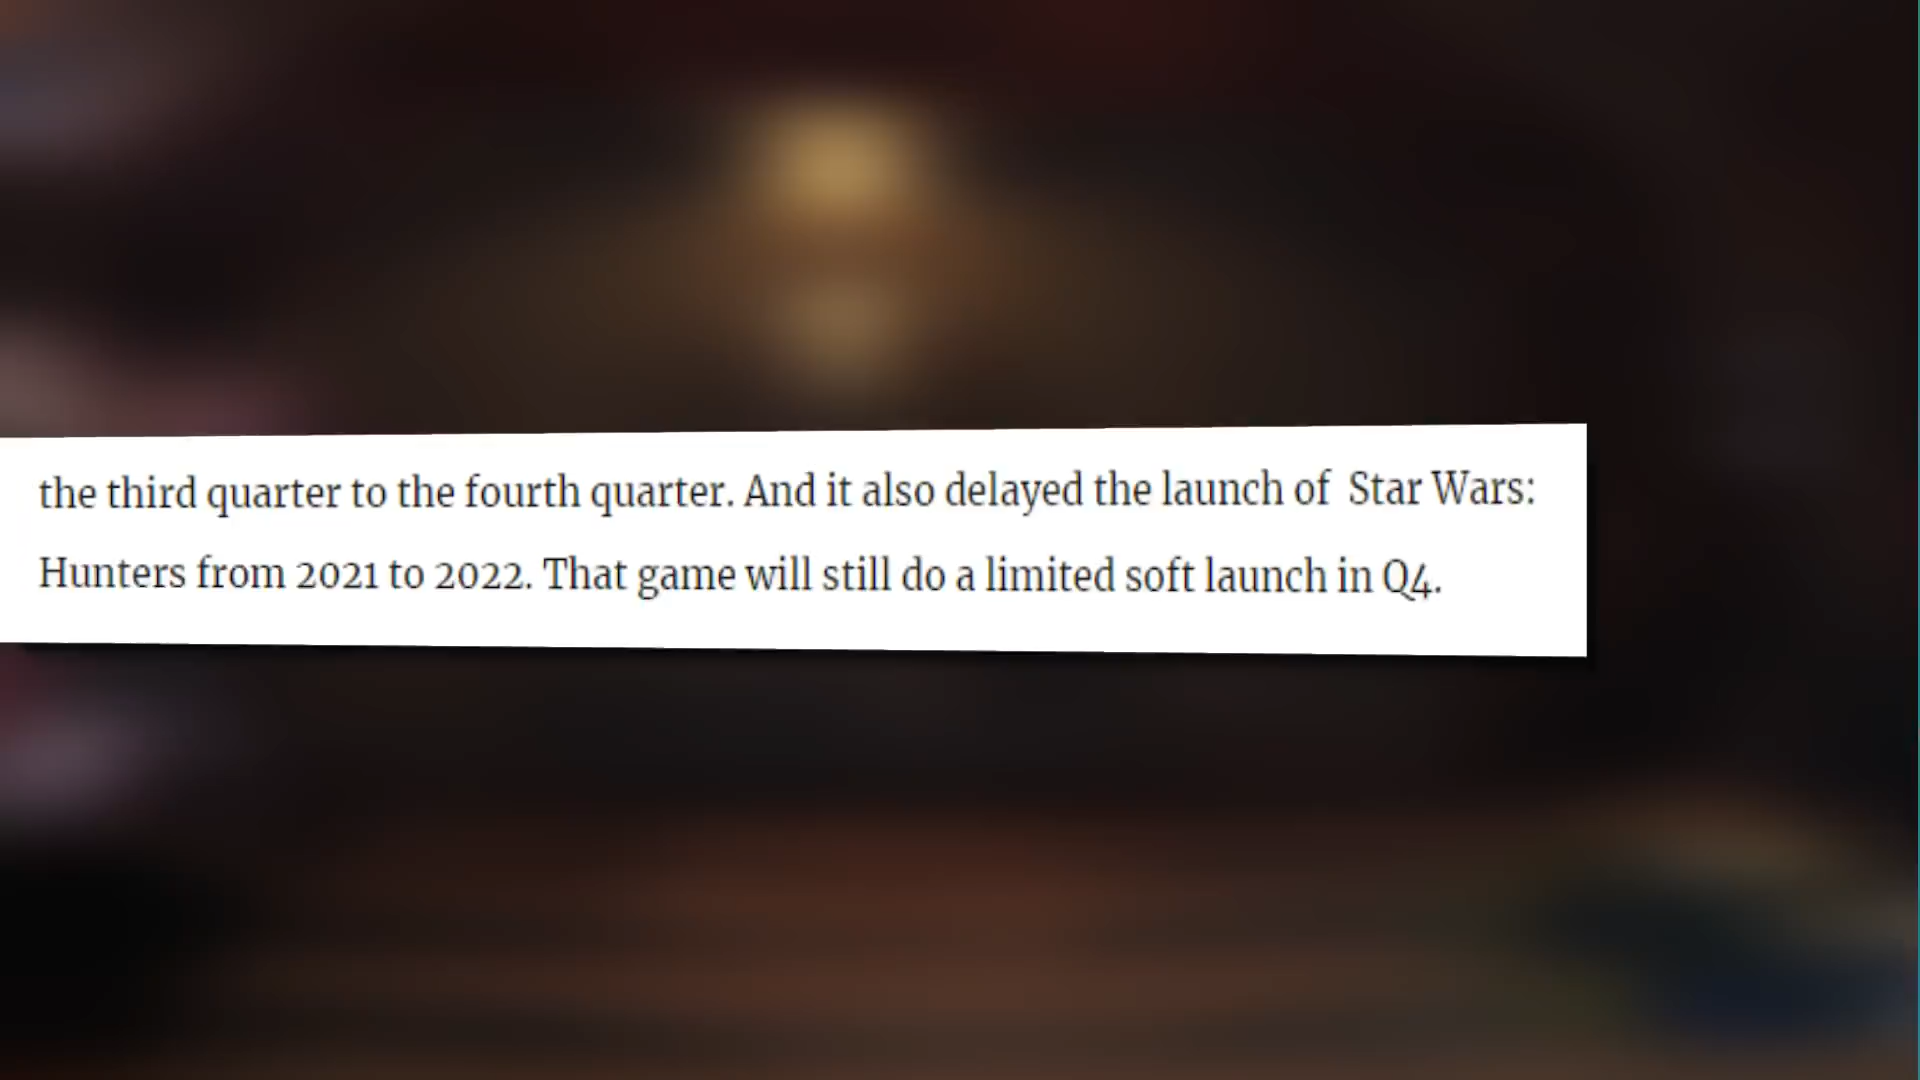 the third quarter to the fourth quarter. And it also delayed the launch of Star Wars:
Hunters from 2021 to 2022. That game will still do a limited soft launch in Q4.